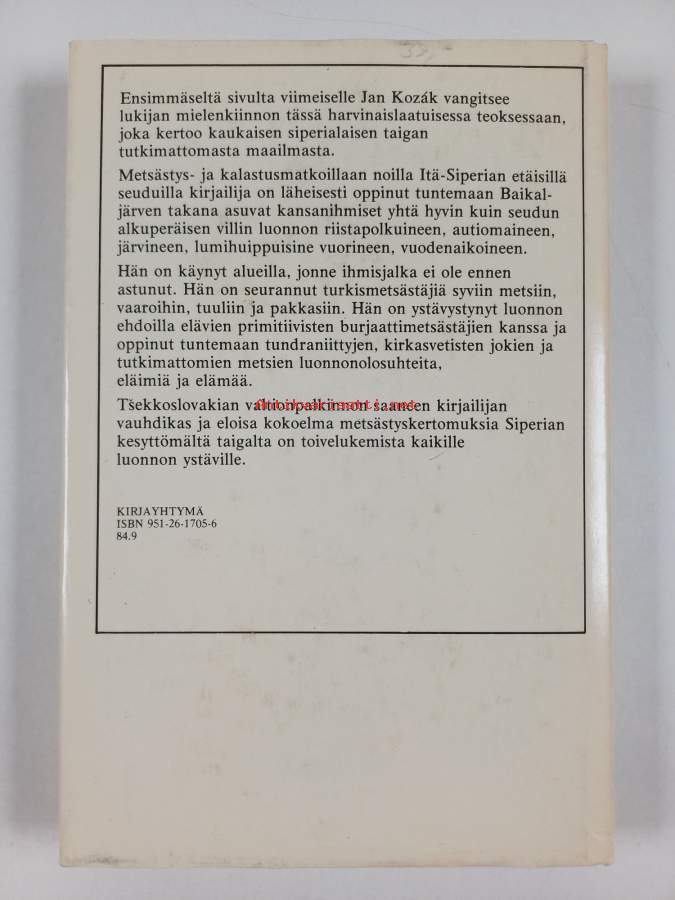 Ensimmäseltä sivulta viimeiselle Jan Kozák vangitsee
lukijan mielenkiinnon tässä harvinaislaatuisessa teoksessaan,
joka kertoo kaukaisen siperialaisen taigan
tutkimattomasta maailmasta.
Metsästys- ja kalastusmatkoillaan noilla Itä-Siperian etäisillä
seuduilla kirjailija on läheisesti oppinut tuntemaan Baikal-
järven takana asuvat kansanihmiset yhtä hyvin kuin seudun
alkuperäisen villin luonnon riistapolkuineen, autiomaineen,
järvineen, lumihuippuisine vuorineen, vuodenaikoineen.
Hän on käynyt alueilla, jonne ihmisjalka ei ole ennen
astunut. Hän on seurannut turkismetsästäjiä syviin metsiin,
vaaroihin, tuuliin ja pakkasiin. Hän on ystävystynyt luonnon
ehdoilla elävien primitiivisten burjaattimetsästäjien kanssa ja
oppinut tuntemaan tundraniittyjen, kirkasvetisten jokien ja
tutkimattomien metsien luonnonolosuhteita,
eläimiä ja elämää.
Tšekkoslovakian valtionpalkinnon saaneen kirjailijan
antikvariaatti.net
vauhdikas ja eloisa kokoelma metsästyskertomuksia Siperian
kesyttömältä taigalta on toivelukemista kaikille
luonnon ystäville.
KIRJAYHTYMÄ
ISBN 951-26-1705-6
84.9